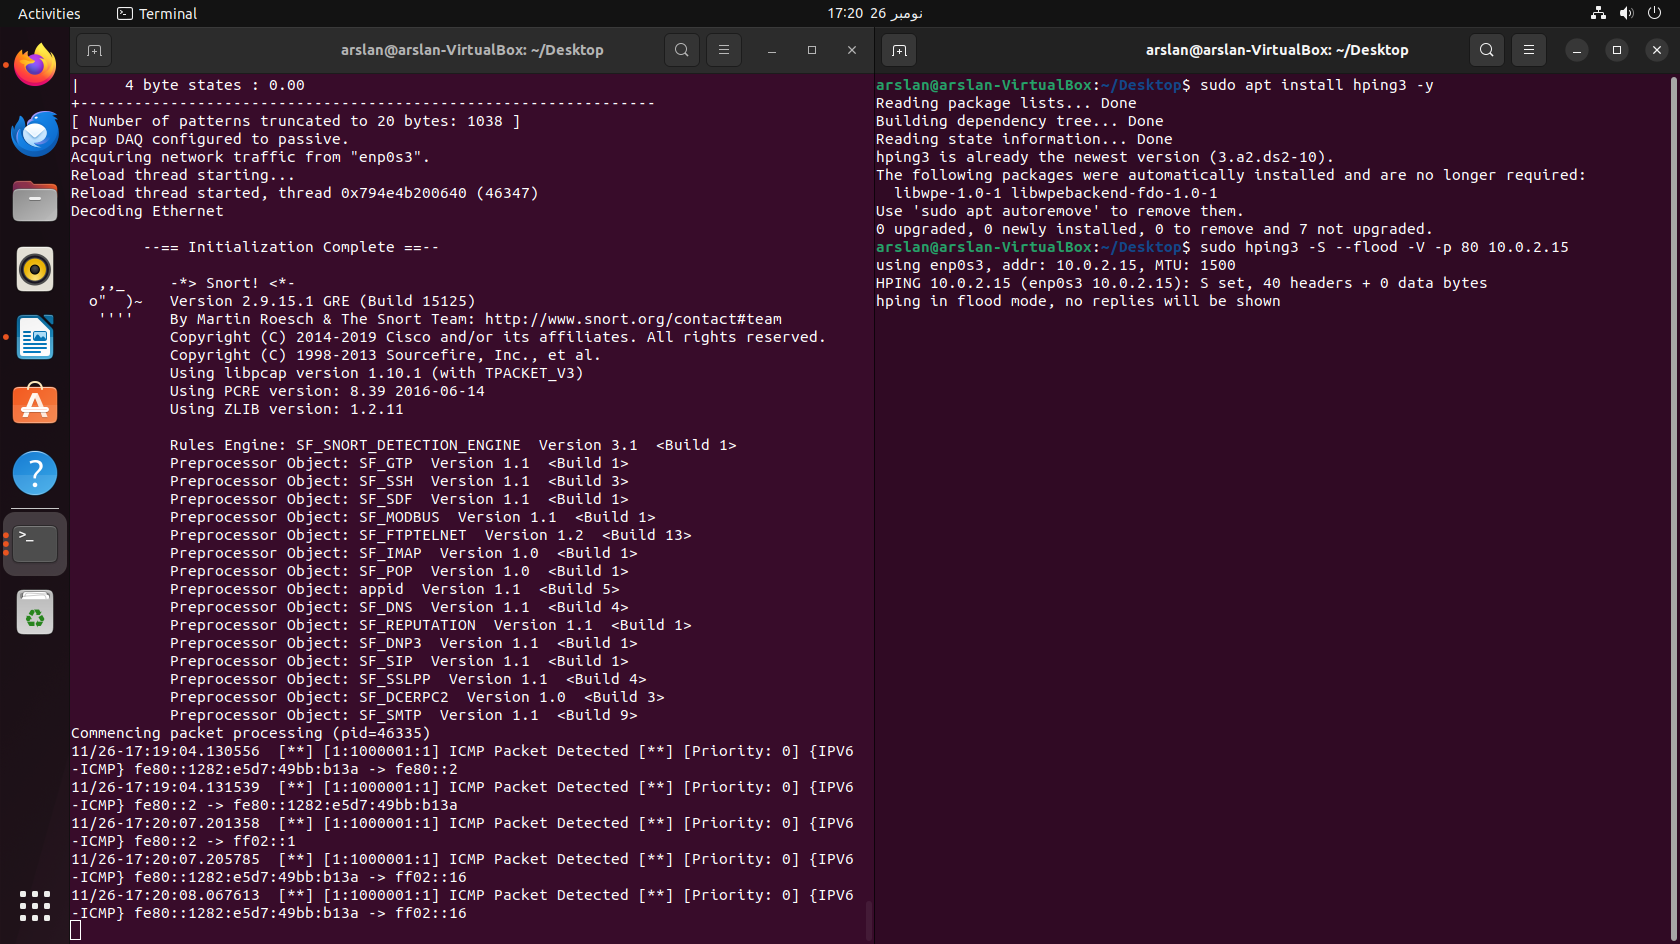 Activities
Terminal
17:20 26 نومبر
arslan@arslan-VirtualBox: ~/Desktop
|     4 byte states : 0.00
+----------------------------------------------------------------
[ Number of patterns truncated to 20 bytes: 1038 ]
pcap DAQ configured to passive.
Acquiring network traffic from "enp0s3".
Reload thread starting...
Reload thread started, thread 0x794e4b200640 (46347)
Decoding Ethernet
--== Initialization Complete ==--
,,_     -*> Snort! <*-
o"  )~   Version 2.9.15.1 GRE (Build 15125)
''''    By Martin Roesch & The Snort Team: http://www.snort.org/contact#team
Copyright (C) 2014-2019 Cisco and/or its affiliates. All rights reserved.
Copyright (C) 1998-2013 Sourcefire, Inc., et al.
Using libpcap version 1.10.1 (with TPACKET_V3)
Using PCRE version: 8.39 2016-06-14
Using ZLIB version: 1.2.11
Rules Engine: SF_SNORT_DETECTION_ENGINE  Version 3.1  <Build 1>
Preprocessor Object: SF_GTP  Version 1.1  <Build 1>
Preprocessor Object: SF_SSH  Version 1.1  <Build 3>
Preprocessor Object: SF_SDF  Version 1.1  <Build 1>
Preprocessor Object: SF_MODBUS  Version 1.1  <Build 1>
Preprocessor Object: SF_FTPTELNET  Version 1.2  <Build 13>
Preprocessor Object: SF_IMAP  Version 1.0  <Build 1>
Preprocessor Object: SF_POP  Version 1.0  <Build 1>
Preprocessor Object: appid  Version 1.1  <Build 5>
Preprocessor Object: SF_DNS  Version 1.1  <Build 4>
Preprocessor Object: SF_REPUTATION  Version 1.1  <Build 1>
Preprocessor Object: SF_DNP3  Version 1.1  <Build 1>
Preprocessor Object: SF_SIP  Version 1.1  <Build 1>
Preprocessor Object: SF_SSLPP  Version 1.1  <Build 4>
Preprocessor Object: SF_DCERPC2  Version 1.0  <Build 3>
Preprocessor Object: SF_SMTP  Version 1.1  <Build 9>
Commencing packet processing (pid=46335)
11/26-17:19:04.130556  [**] [1:1000001:1] ICMP Packet Detected [**] [Priority: 0] {IPV6
-ICMP} fe80::1282:e5d7:49bb:b13a -> fe80::2
11/26-17:19:04.131539  [**] [1:1000001:1] ICMP Packet Detected [**] [Priority: 0] {IPV6
-ICMP} fe80::2 -> fe80::1282:e5d7:49bb:b13a
11/26-17:20:07.201358  [**] [1:1000001:1] ICMP Packet Detected [**] [Priority: 0] {IPV6
-ICMP} fe80::2 -> ff02::1
11/26-17:20:07.205785  [**] [1:1000001:1] ICMP Packet Detected [**] [Priority: 0] {IPV6
-ICMP} fe80::1282:e5d7:49bb:b13a -> ff02::16
11/26-17:20:08.067613  [**] [1:1000001:1] ICMP Packet Detected [**] [Priority: 0] {IPV6
-ICMP} fe80::1282:e5d7:49bb:b13a -> ff02::16
arslan@arslan-VirtualBox: ~/Desktop
arslan@arslan-VirtualBox:~/Desktop$ sudo apt install hping3 -y
Reading package lists... Done
Building dependency tree... Done
Reading state information... Done
hping3 is already the newest version (3.a2.ds2-10).
The following packages were automatically installed and are no longer required:
libwpe-1.0-1 libwpebackend-fdo-1.0-1
Use 'sudo apt autoremove' to remove them.
0 upgraded, 0 newly installed, 0 to remove and 7 not upgraded.
arslan@arslan-VirtualBox:~/Desktop$ sudo hping3 -S --flood -V -p 80 10.0.2.15
using enp0s3, addr: 10.0.2.15, MTU: 1500
HPING 10.0.2.15 (enp0s3 10.0.2.15): S set, 40 headers + 0 data bytes
hping in flood mode, no replies will be shown